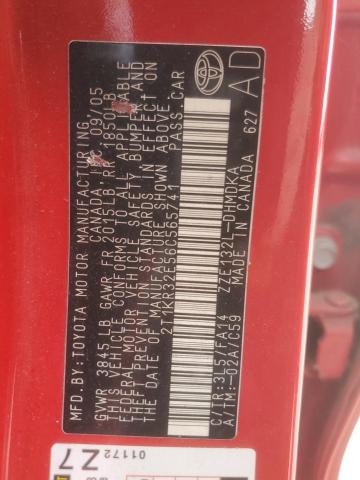 MFD. BY: TOYOTA MOTOR MANUFACTURING
CANADA, INC 09/05
GVWR 3845 LB GAWR FR 2015LB RR 1850LB
THIS VEHICLE CONFORMS TO ALL APPLICABLE
FEDERAL MOTOR VEHICLE SAFETY, BUMPER, AND THEFT
PREVENTION STANDARDS IN EFFECT ON
THE DATE OF MANUFACTURE SHOWN ABOVE.
2T1KR32E56C565741 PASS. CAR
C/TR: 3L5/FA14 ZZE132L-DHMDKA
A/TM: -02A/C59 MADE IN CANADA 627
AD
01172
Z7